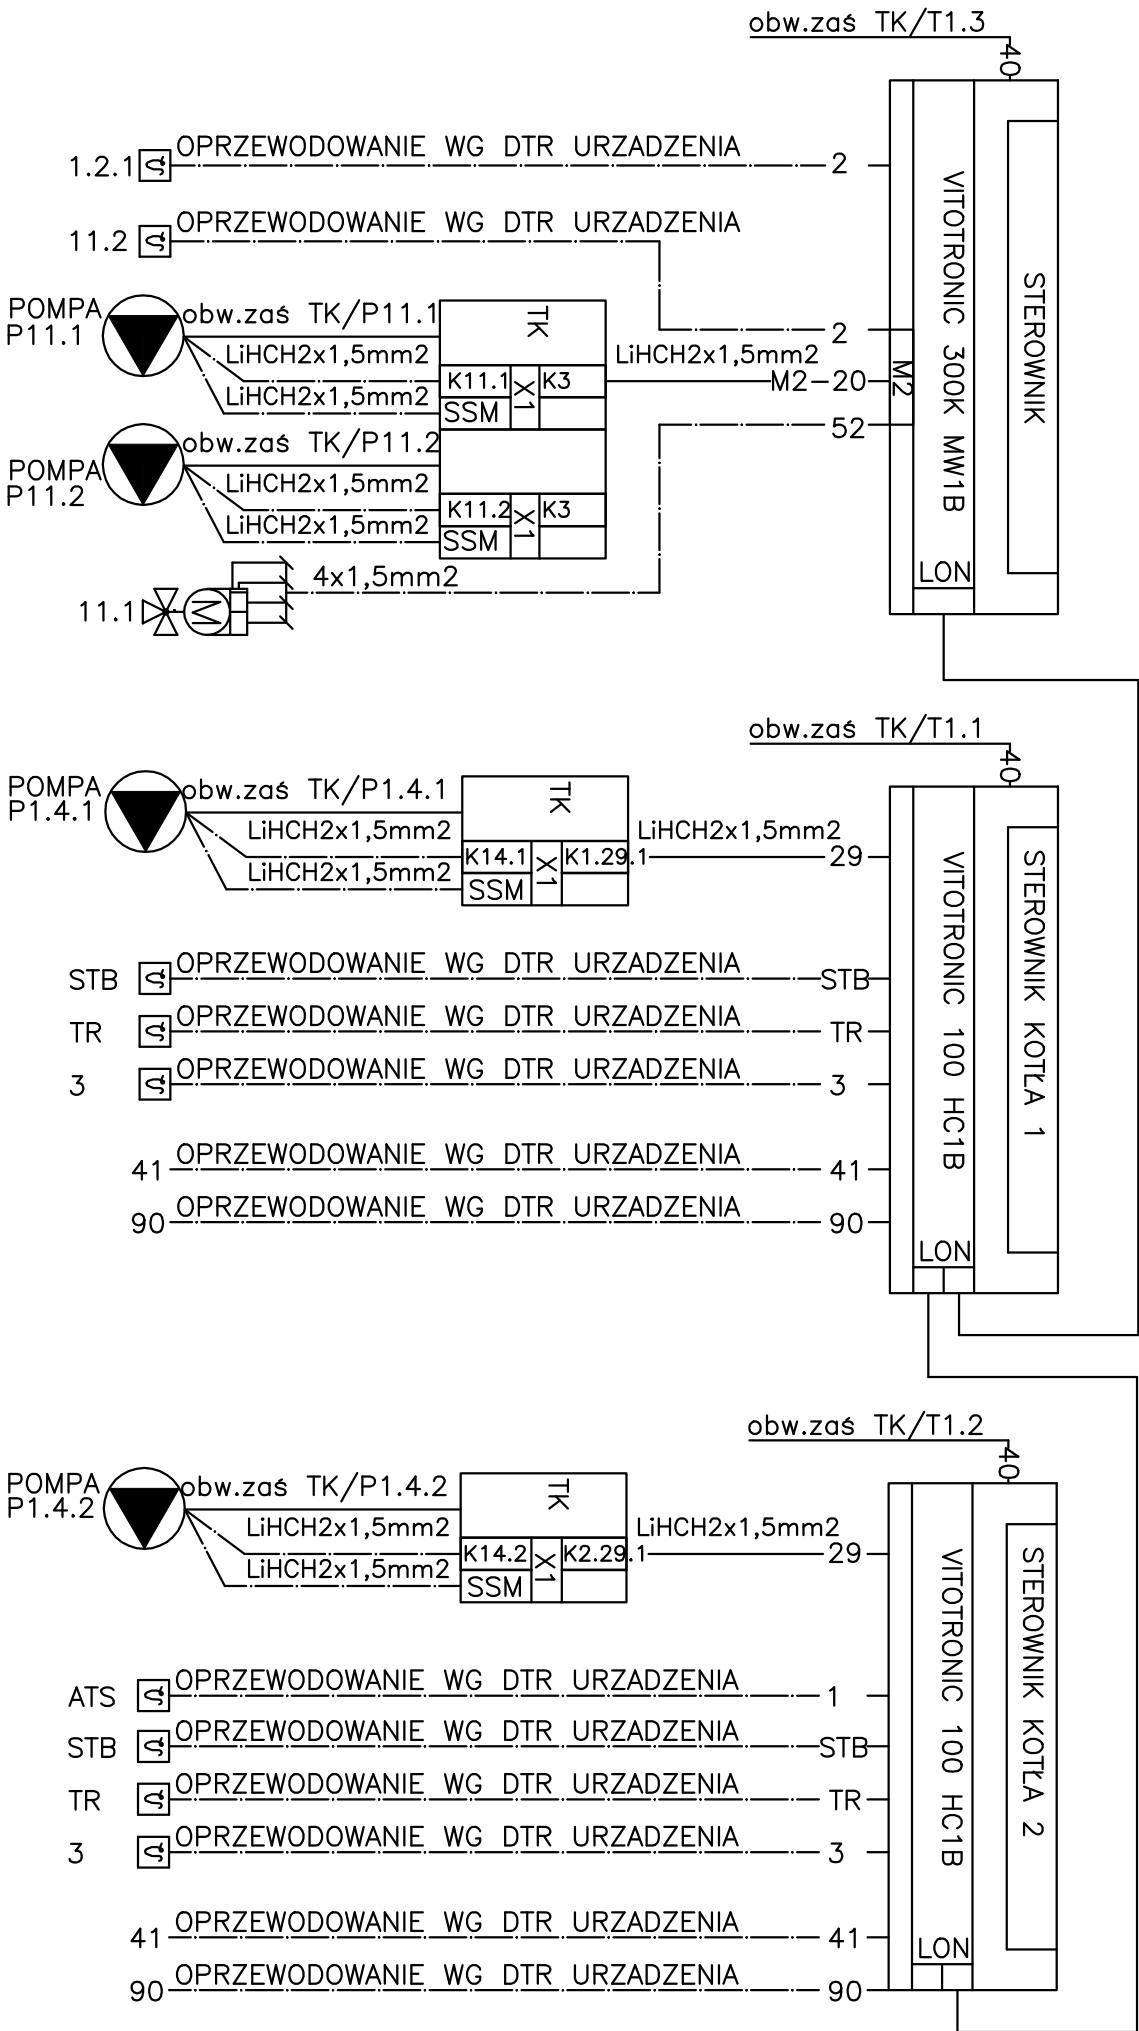 obw.zaś TK/T1.3
40
1.2.1 OPRZEWODOWANIE WG DTR URZADZENIA 2
11.2 OPRZEWODOWANIE WG DTR URZADZENIA
2
VITOTRONIC 300K MW1B
STEROWNIK
POMPA
P11.1
obw.zaś TK/P11.1
TK
LiHCH2x1,5mm2
LiHCH2x1,5mm2
K11.1 X1 K3
SSM
LiHCH2x1,5mm2
M2-20
M2
52
POMPA
P11.2
obw.zaś TK/P11.2
LiHCH2x1,5mm2
LiHCH2x1,5mm2
K11.2 X1 K3
SSM
11.1 M 4x1,5mm2
LON
obw.zaś TK/T1.1
40
POMPA
P1.4.1
obw.zaś TK/P1.4.1
TK
LiHCH2x1,5mm2
LiHCH2x1,5mm2
K14.1 X1 K1.29.1
SSM
LiHCH2x1,5mm2
29
VITOTRONIC 100 HC1B
STEROWNIK KOTŁA 1
STB OPRZEWODOWANIE WG DTR URZADZENIA STB
TR OPRZEWODOWANIE WG DTR URZADZENIA TR
3 OPRZEWODOWANIE WG DTR URZADZENIA 3
41 OPRZEWODOWANIE WG DTR URZADZENIA 41
90 OPRZEWODOWANIE WG DTR URZADZENIA 90
LON
obw.zaś TK/T1.2
40
POMPA
P1.4.2
obw.zaś TK/P1.4.2
TK
LiHCH2x1,5mm2
LiHCH2x1,5mm2
K14.2 X1 K2.29.1
SSM
LiHCH2x1,5mm2
29
VITOTRONIC 100 HC1B
STEROWNIK KOTŁA 2
ATS OPRZEWODOWANIE WG DTR URZADZENIA 1
STB OPRZEWODOWANIE WG DTR URZADZENIA STB
TR OPRZEWODOWANIE WG DTR URZADZENIA TR
3 OPRZEWODOWANIE WG DTR URZADZENIA 3
41 OPRZEWODOWANIE WG DTR URZADZENIA 41
90 OPRZEWODOWANIE WG DTR URZADZENIA 90
LON